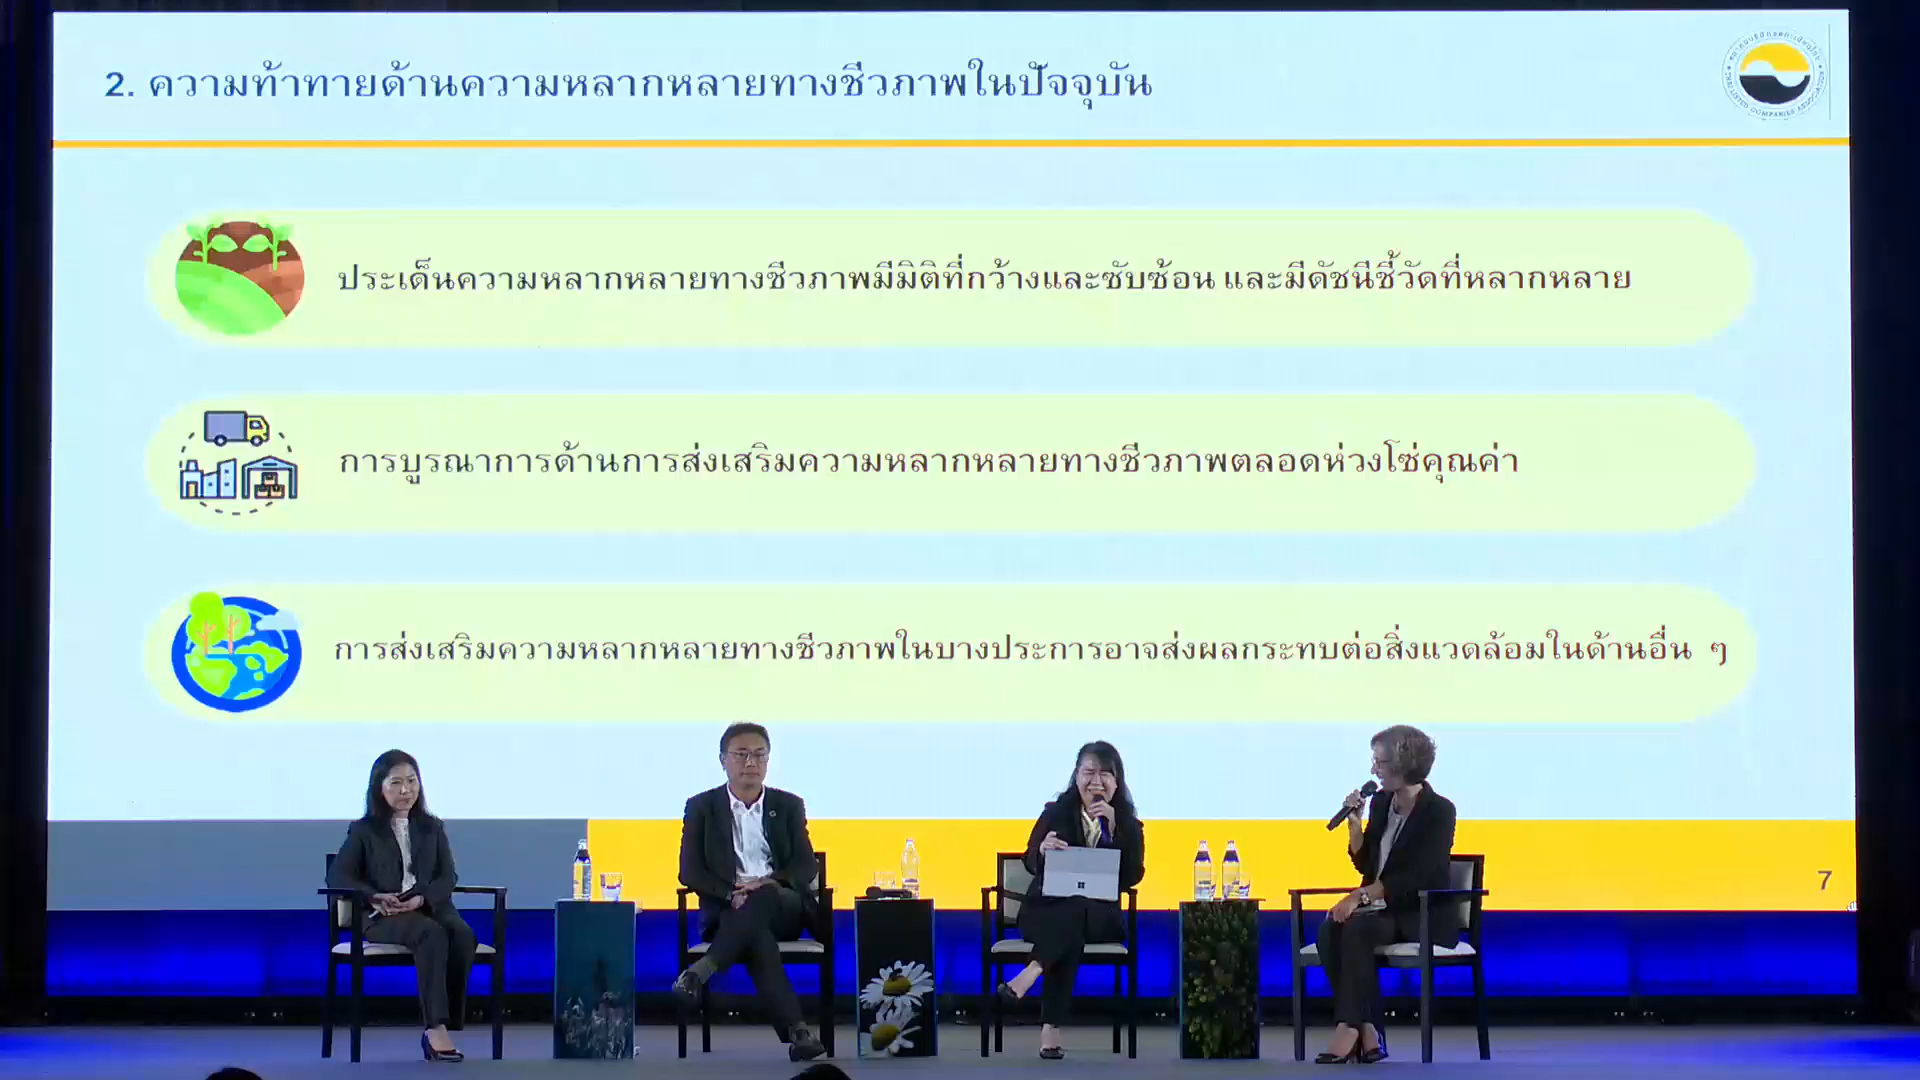 2. ความท้าทายด้านความหลากหลายทางชีวภาพในปัจจุบัน
ประเด็นความหลากหลายทางชีวภาพมีมิติที่กว้างและซับซ้อน และมีดัชนีชี้วัดที่หลากหลาย
การบูรณาการด้านการส่งเสริมความหลากหลายทางชีวภาพตลอดห่วงโซ่คุณค่า
การส่งเสริมความหลากหลายทางชีวภาพในบางประการอาจส่งผลกระทบต่อสิ่งแวดล้อมในด้านอื่น ๆ
7